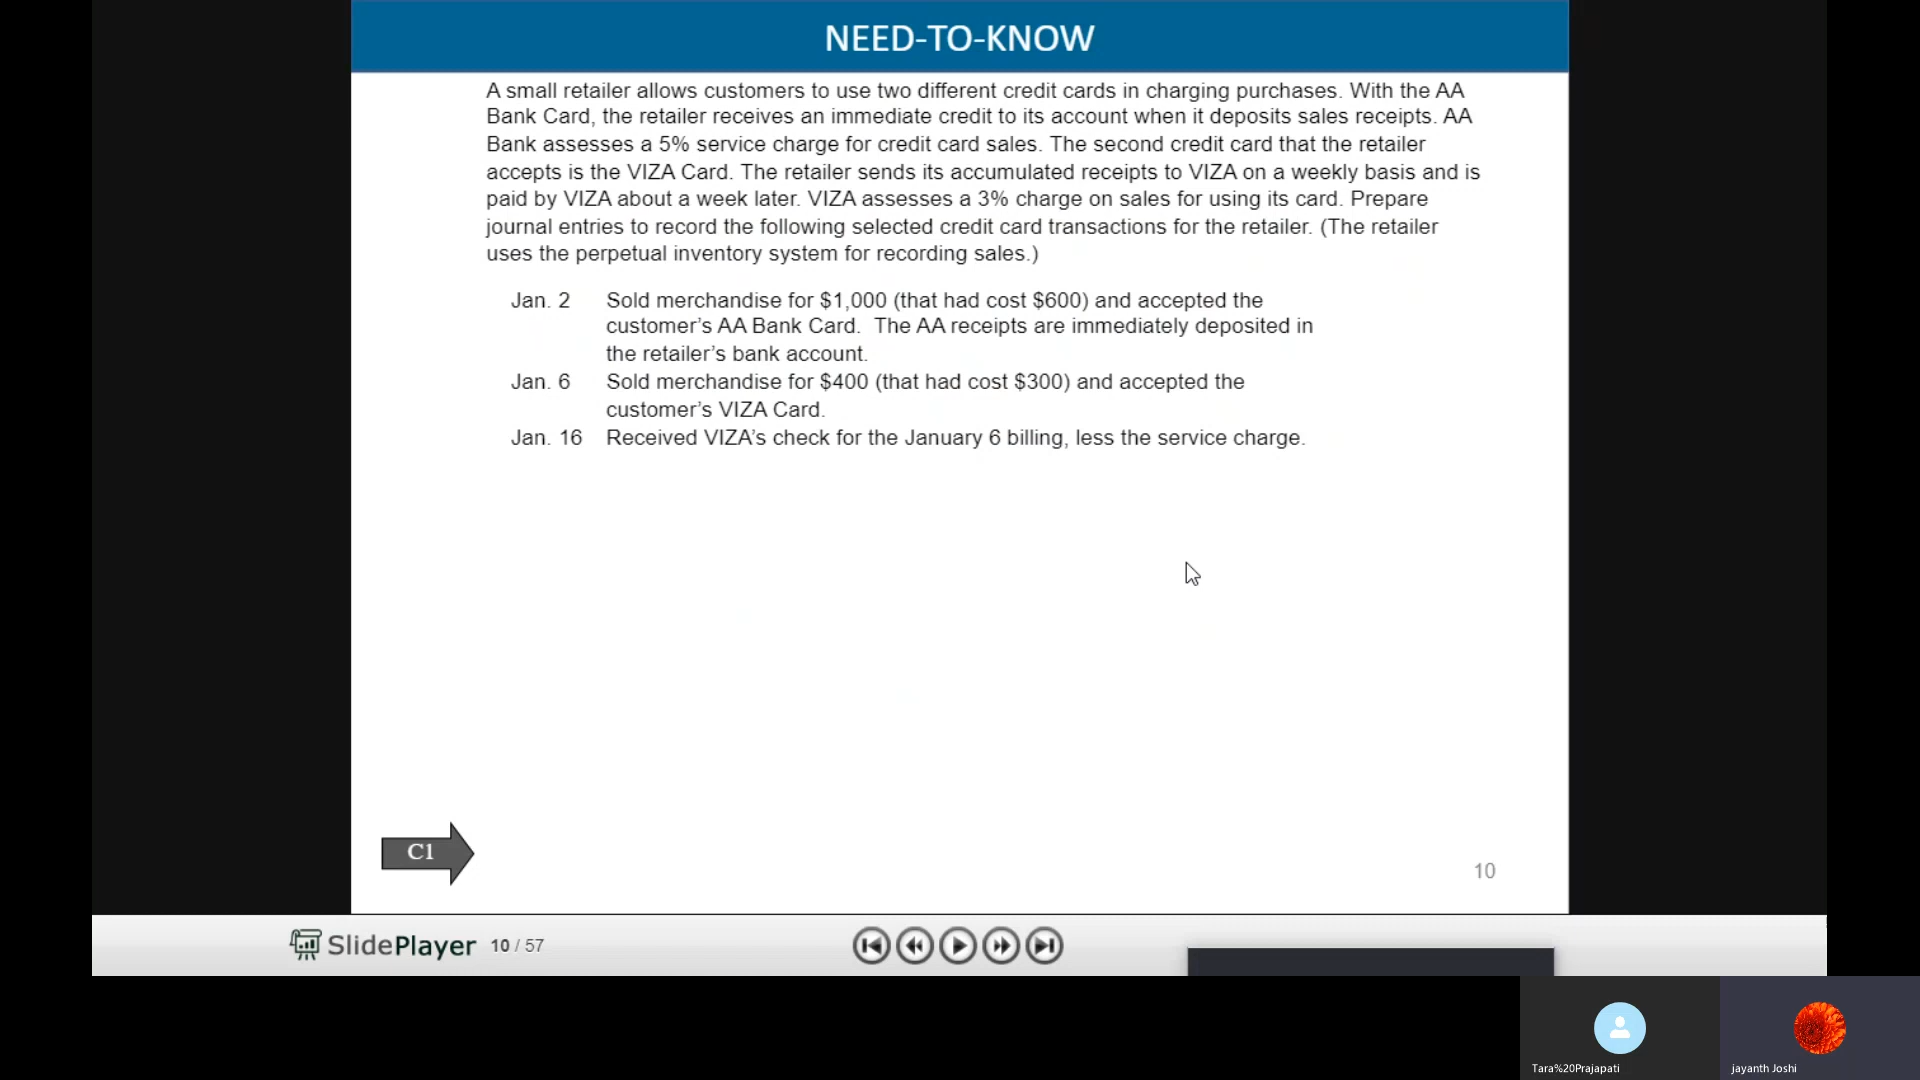 NEED-TO-KNOW
A small retailer allows customers to use two different credit cards in charging purchases. With the AA
Bank Card, the retailer receives an immediate credit to its account when it deposits sales receipts. AA
Bank assesses a 5% service charge for credit card sales. The second credit card that the retailer
accepts is the VIZA Card. The retailer sends its accumulated receipts to VIZA on a weekly basis and is
paid by VIZA about a week later. VIZA assesses a 3% charge on sales for using its card. Prepare
journal entries to record the following selected credit card transactions for the retailer. (The retailer
uses the perpetual inventory system for recording sales.)
Jan. 2 Sold merchandise for $1,000 (that had cost $600) and accepted the
customer’s AA Bank Card. The AA receipts are immediately deposited in
the retailer’s bank account.
Jan. 6 Sold merchandise for $400 (that had cost $300) and accepted the
customer’s VIZA Card.
Jan. 16 Received VIZA’s check for the January 6 billing, less the service charge.
C1
10
SlidePlayer 10 / 57
Tara%20Prajapati
jayanth Joshi